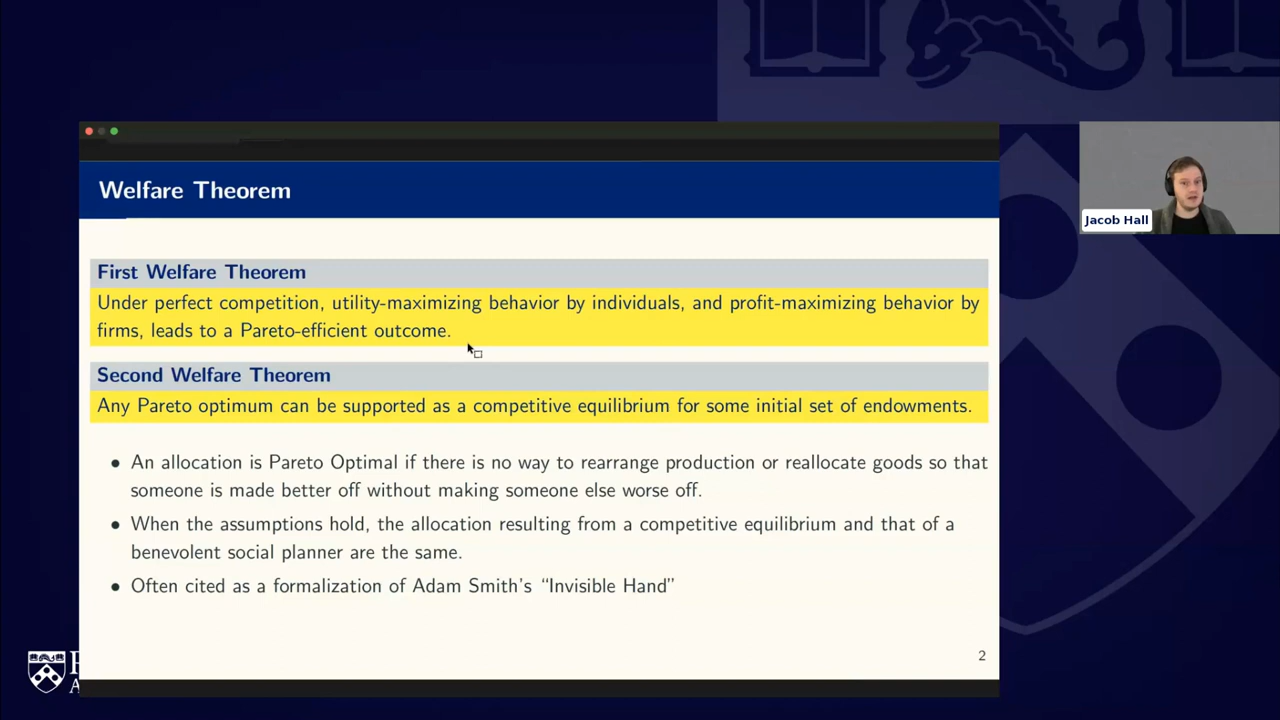 Welfare Theorem
First Welfare Theorem
Under perfect competition, utility-maximizing behavior by individuals, and profit-maximizing behavior by
firms, leads to a Pareto-efficient outcome.
Second Welfare Theorem
Any Pareto optimum can be supported as a competitive equilibrium for some initial set of endowments.
• An allocation is Pareto Optimal if there is no way to rearrange production or reallocate goods so that
someone is made better off without making someone else worse off.
• When the assumptions hold, the allocation resulting from a competitive equilibrium and that of a
benevolent social planner are the same.
• Often cited as a formalization of Adam Smith's “Invisible Hand”
2
Jacob Hall